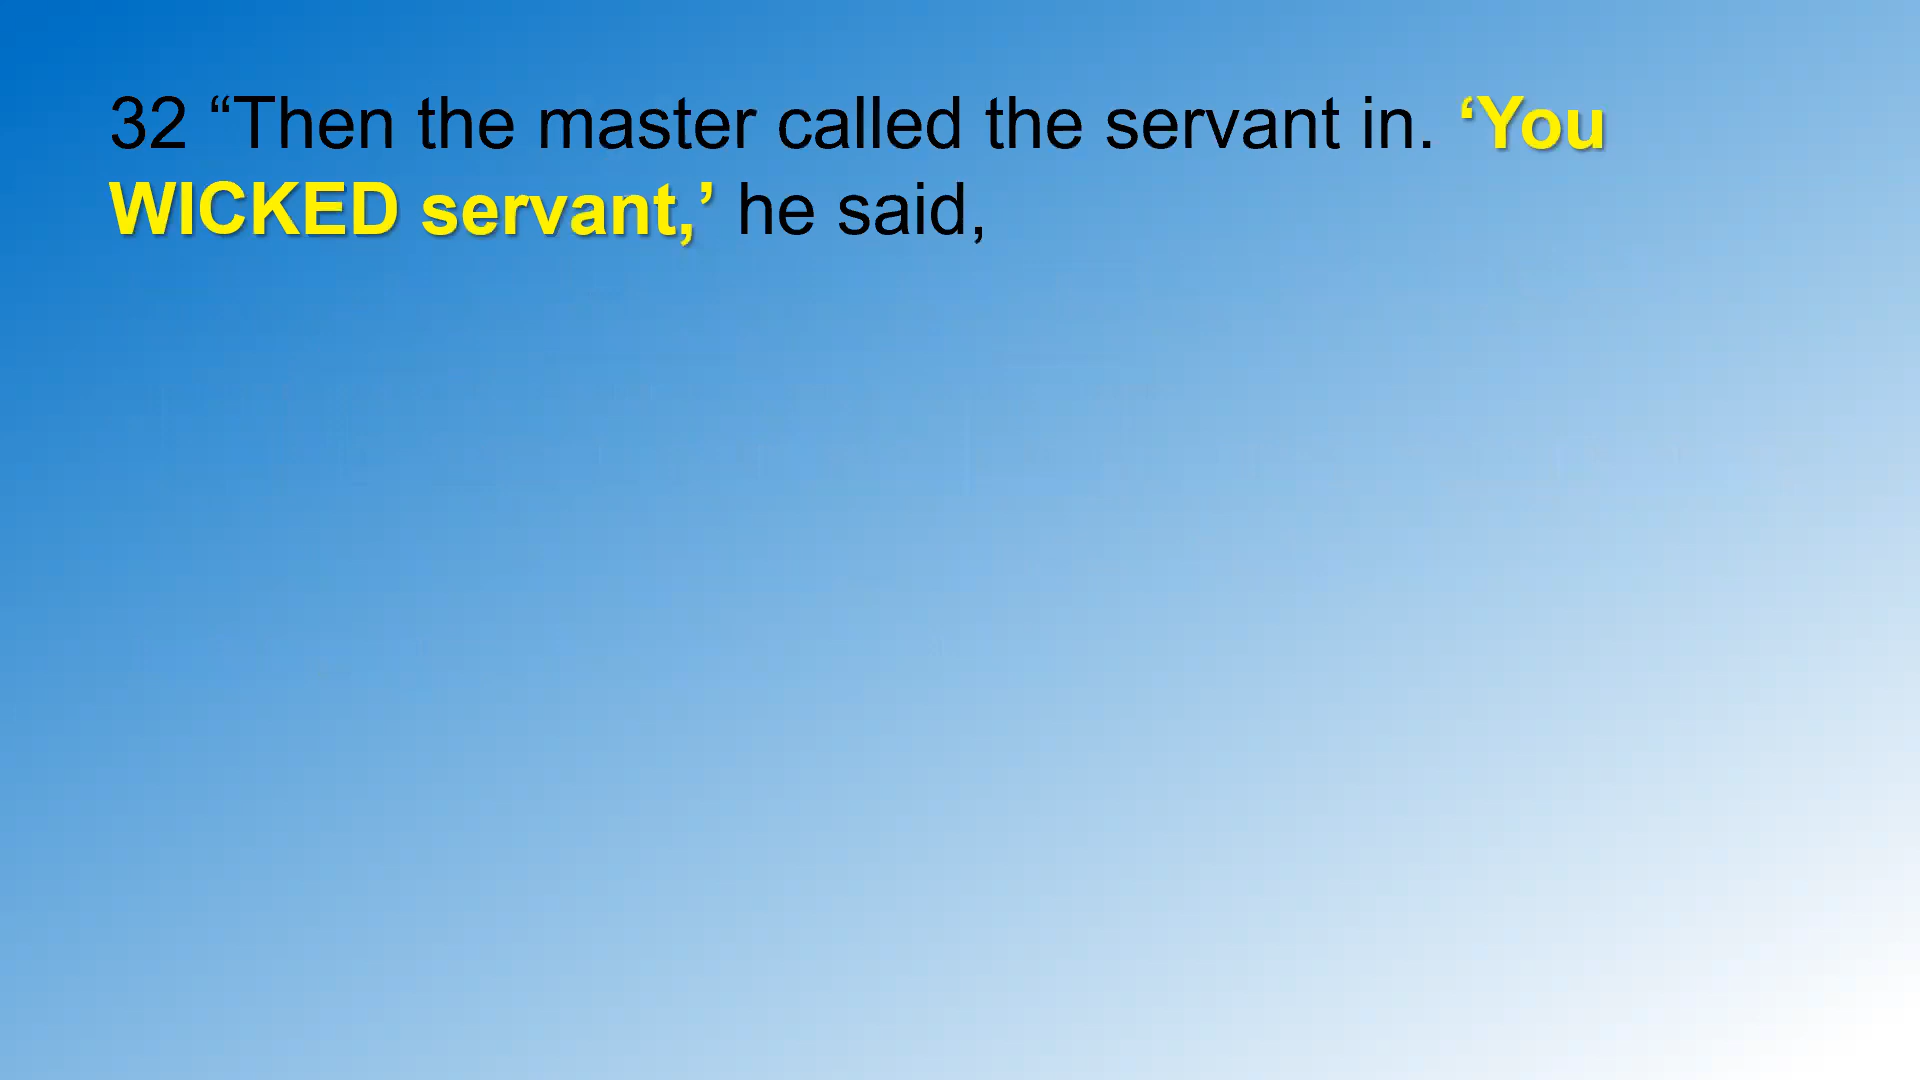 32 “Then the master called the servant in. ‘You
WICKED servant,’ he said,